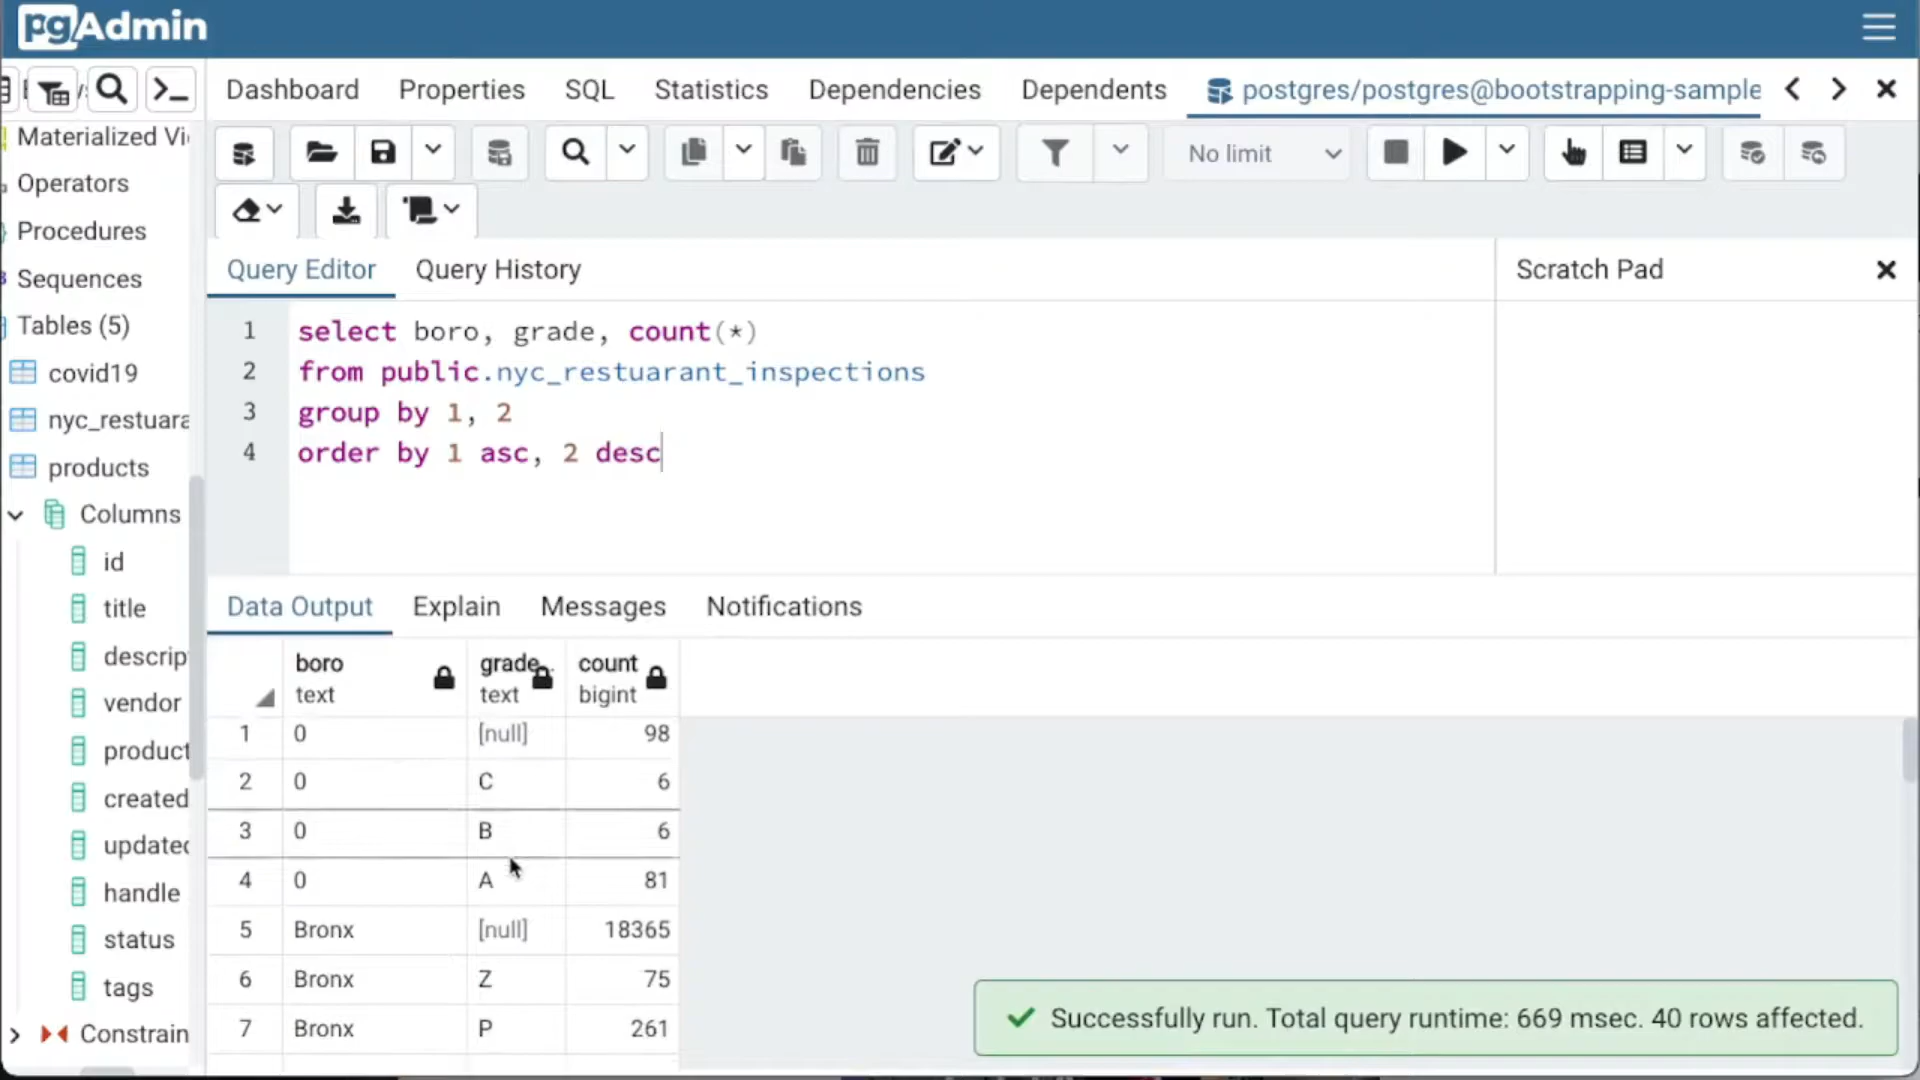 pgAdmin
Dashboard Properties SQL Statistics Dependencies Dependents postgres/postgres@bootstrapping-sample
No limit
Materialized Vi
Operators
Procedures
Sequences
Tables (5)
covid19
nyc_restuara
products
Columns
id
title
descrip
vendor
product
created
updated
handle
status
tags
Constrain
Query Editor Query History
Scratch Pad
1 select boro, grade, count(*)
2 from public.nyc_restuarant_inspections
3 group by 1, 2
4 order by 1 asc, 2 desc
Data Output Explain Messages Notifications
boro grade count
text text bigint
1 0 [null] 98
2 0 C 6
3 0 B 6
4 0 A 81
5 Bronx [null] 18365
6 Bronx Z 75
7 Bronx P 261
Successfully run. Total query runtime: 669 msec. 40 rows affected.